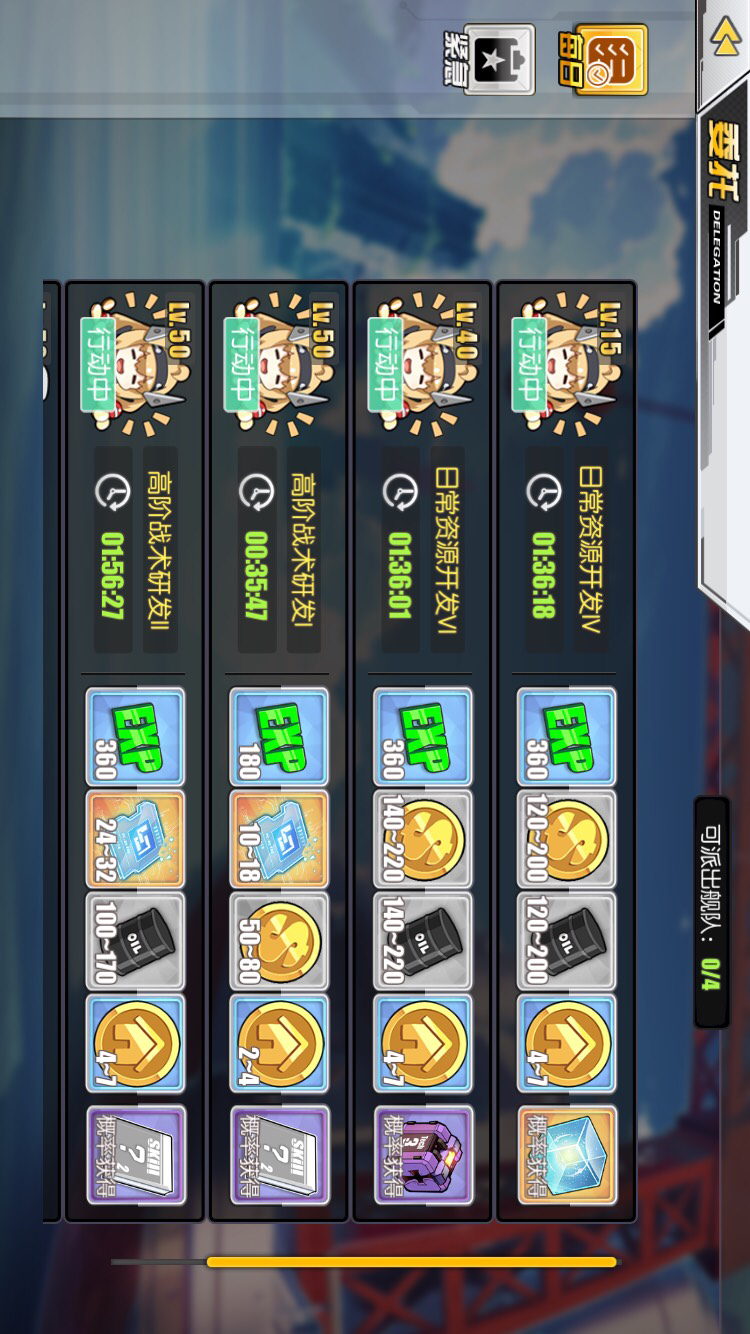 委托
DELEGATION
可派出舰队： 0/4
每日
紧急
Lv.15
行动中
日常资源开发IV
01:36:18
EXP
360
120~200
OIL
120~200
4~7
概率获得
Lv.40
行动中
日常资源开发VI
01:36:01
EXP
360
140~220
OIL
140~220
4~7
?
概率获得
Lv.50
行动中
高阶战术研发I
00:35:47
EXP
180
10~18
50~80
2~4
SKILL
?
2
概率获得
Lv.50
行动中
高阶战术研发II
01:56:27
EXP
360
24~32
OIL
100~170
4~7
SKILL
?
2
概率获得